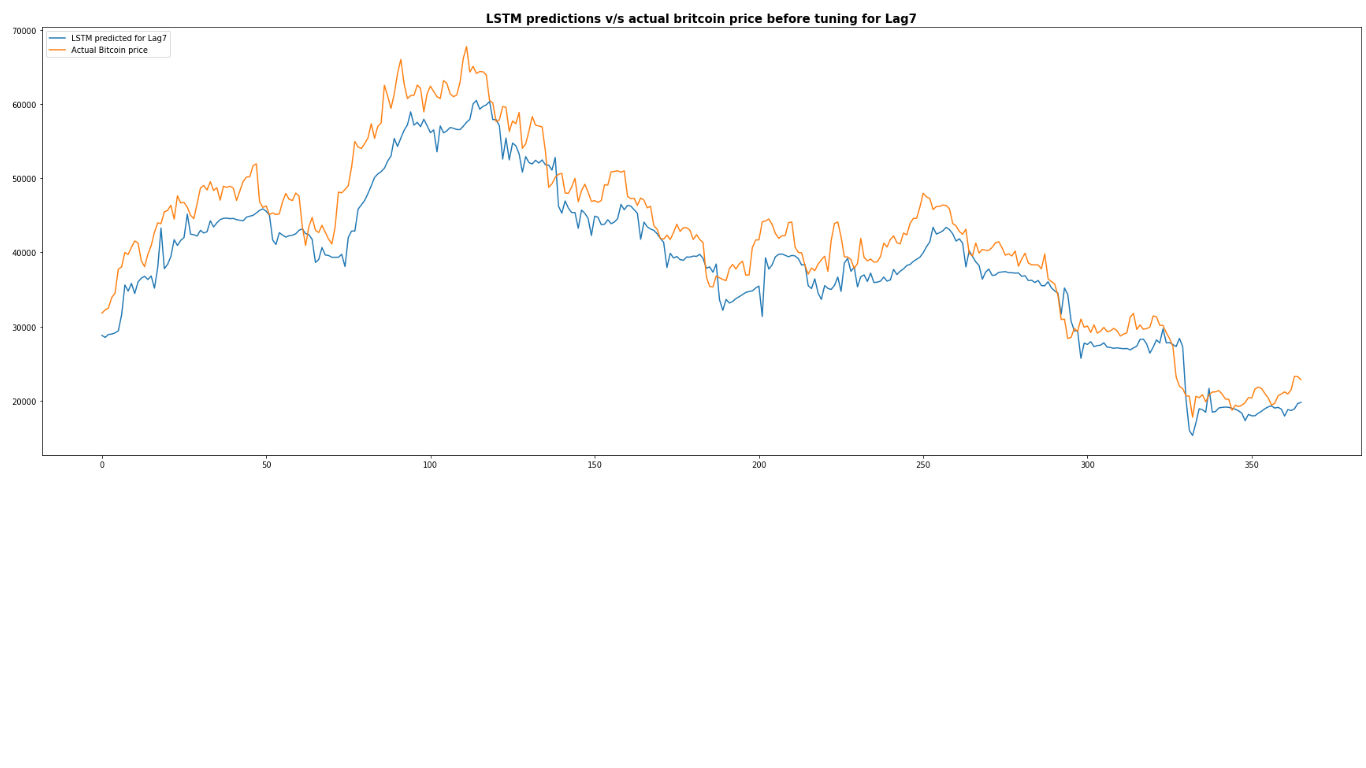 LSTM predictions v/s actual britcoin price before tuning for Lag7
70000
LSTM predicted for Lag7
Actual Bitcoin price
60000
50000
40000
30000
20000
0 50 100 150 200 250 300 350